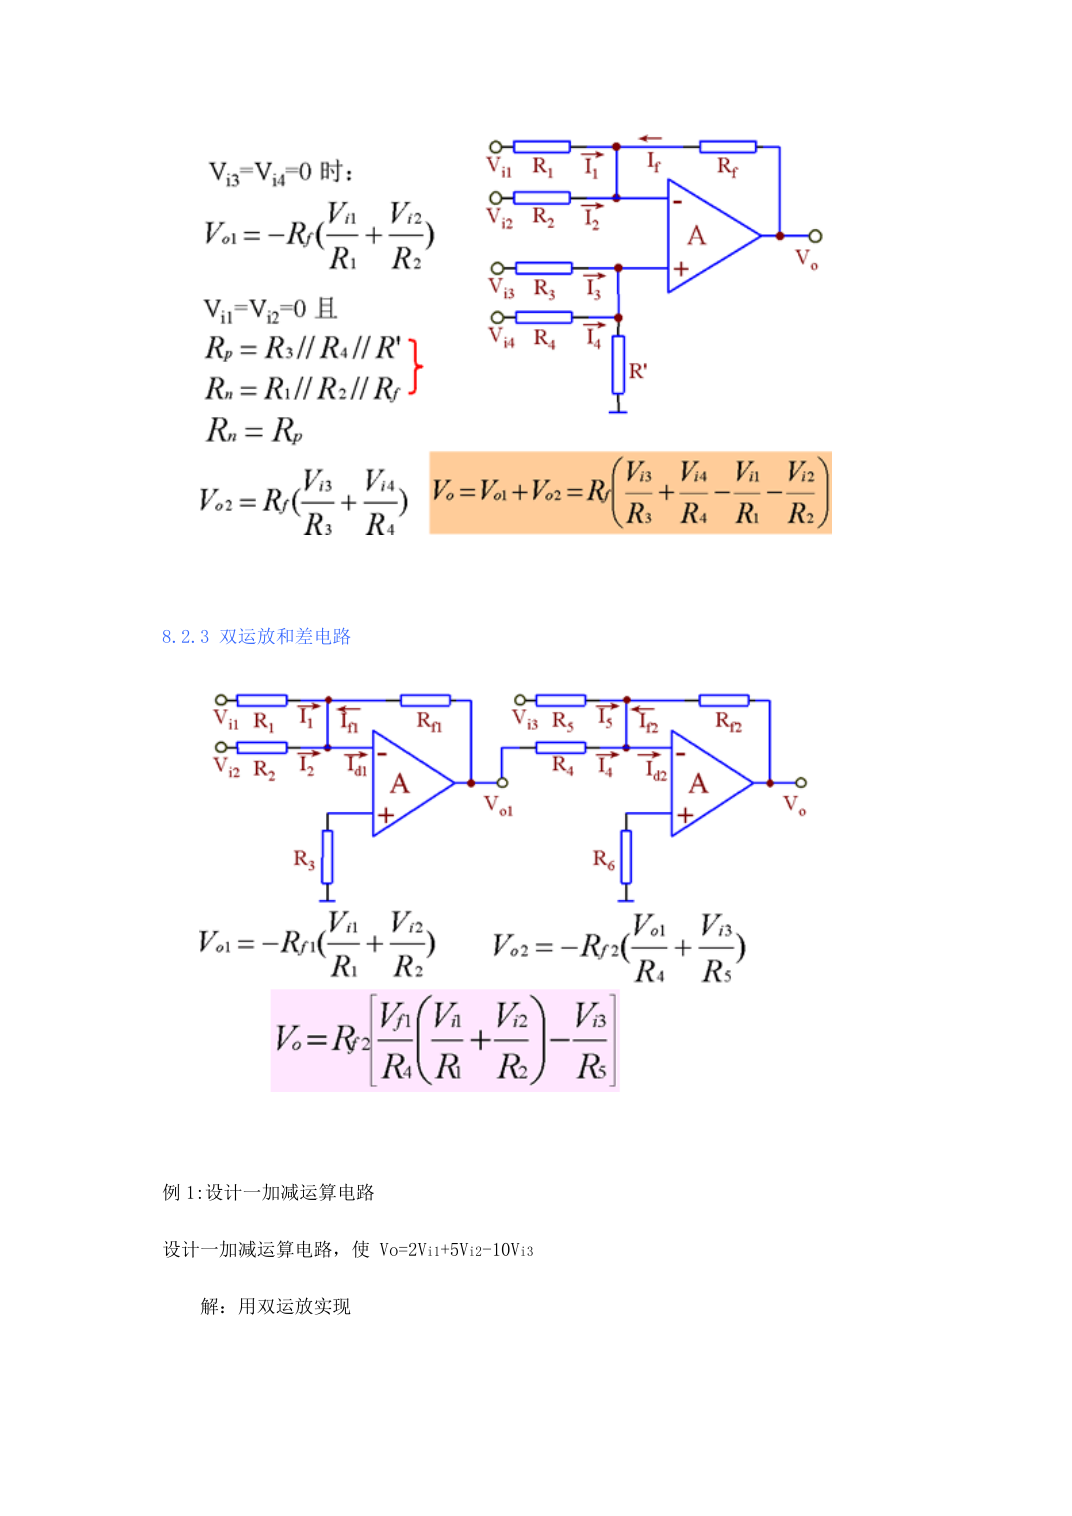 Vi3=Vi4=0 时：
Vo1 = −Rf(Vi1/R1 + Vi2/R2)
Vi1=Vi2=0 且
Rp = R3 // R4 // R'
Rn = R1 // R2 // Rf
Rn = Rp
Vo2 = Rf(Vi3/R3 + Vi4/R4)
Vi1 R1 I1 If Rf
Vi2 R2 I2 - A
Vo
+
Vi3 R3 I3
Vi4 R4 I4
R'
Vo = Vo1 + Vo2 = Rf(Vi3/R3 + Vi4/R4 − Vi1/R1 − Vi2/R2)
8.2.3 双运放和差电路
Vi1 R1 I1 If1 Rf1
Vi2 R2 I2 Id1 - A
+
Vo1
R3
Vi3 R5 I5 If2 Rf2
R4 I4 Id2 - A
+
Vo
R6
Vo1 = −Rf1(Vi1/R1 + Vi2/R2)
Vo2 = −Rf2(Vo1/R4 + Vi3/R5)
Vo = Rf2[Vf1/R4(Vi1/R1 + Vi2/R2) − Vi3/R5]
例 1:设计一加减运算电路
设计一加减运算电路，使 Vo=2Vi1+5Vi2-10Vi3
解：用双运放实现